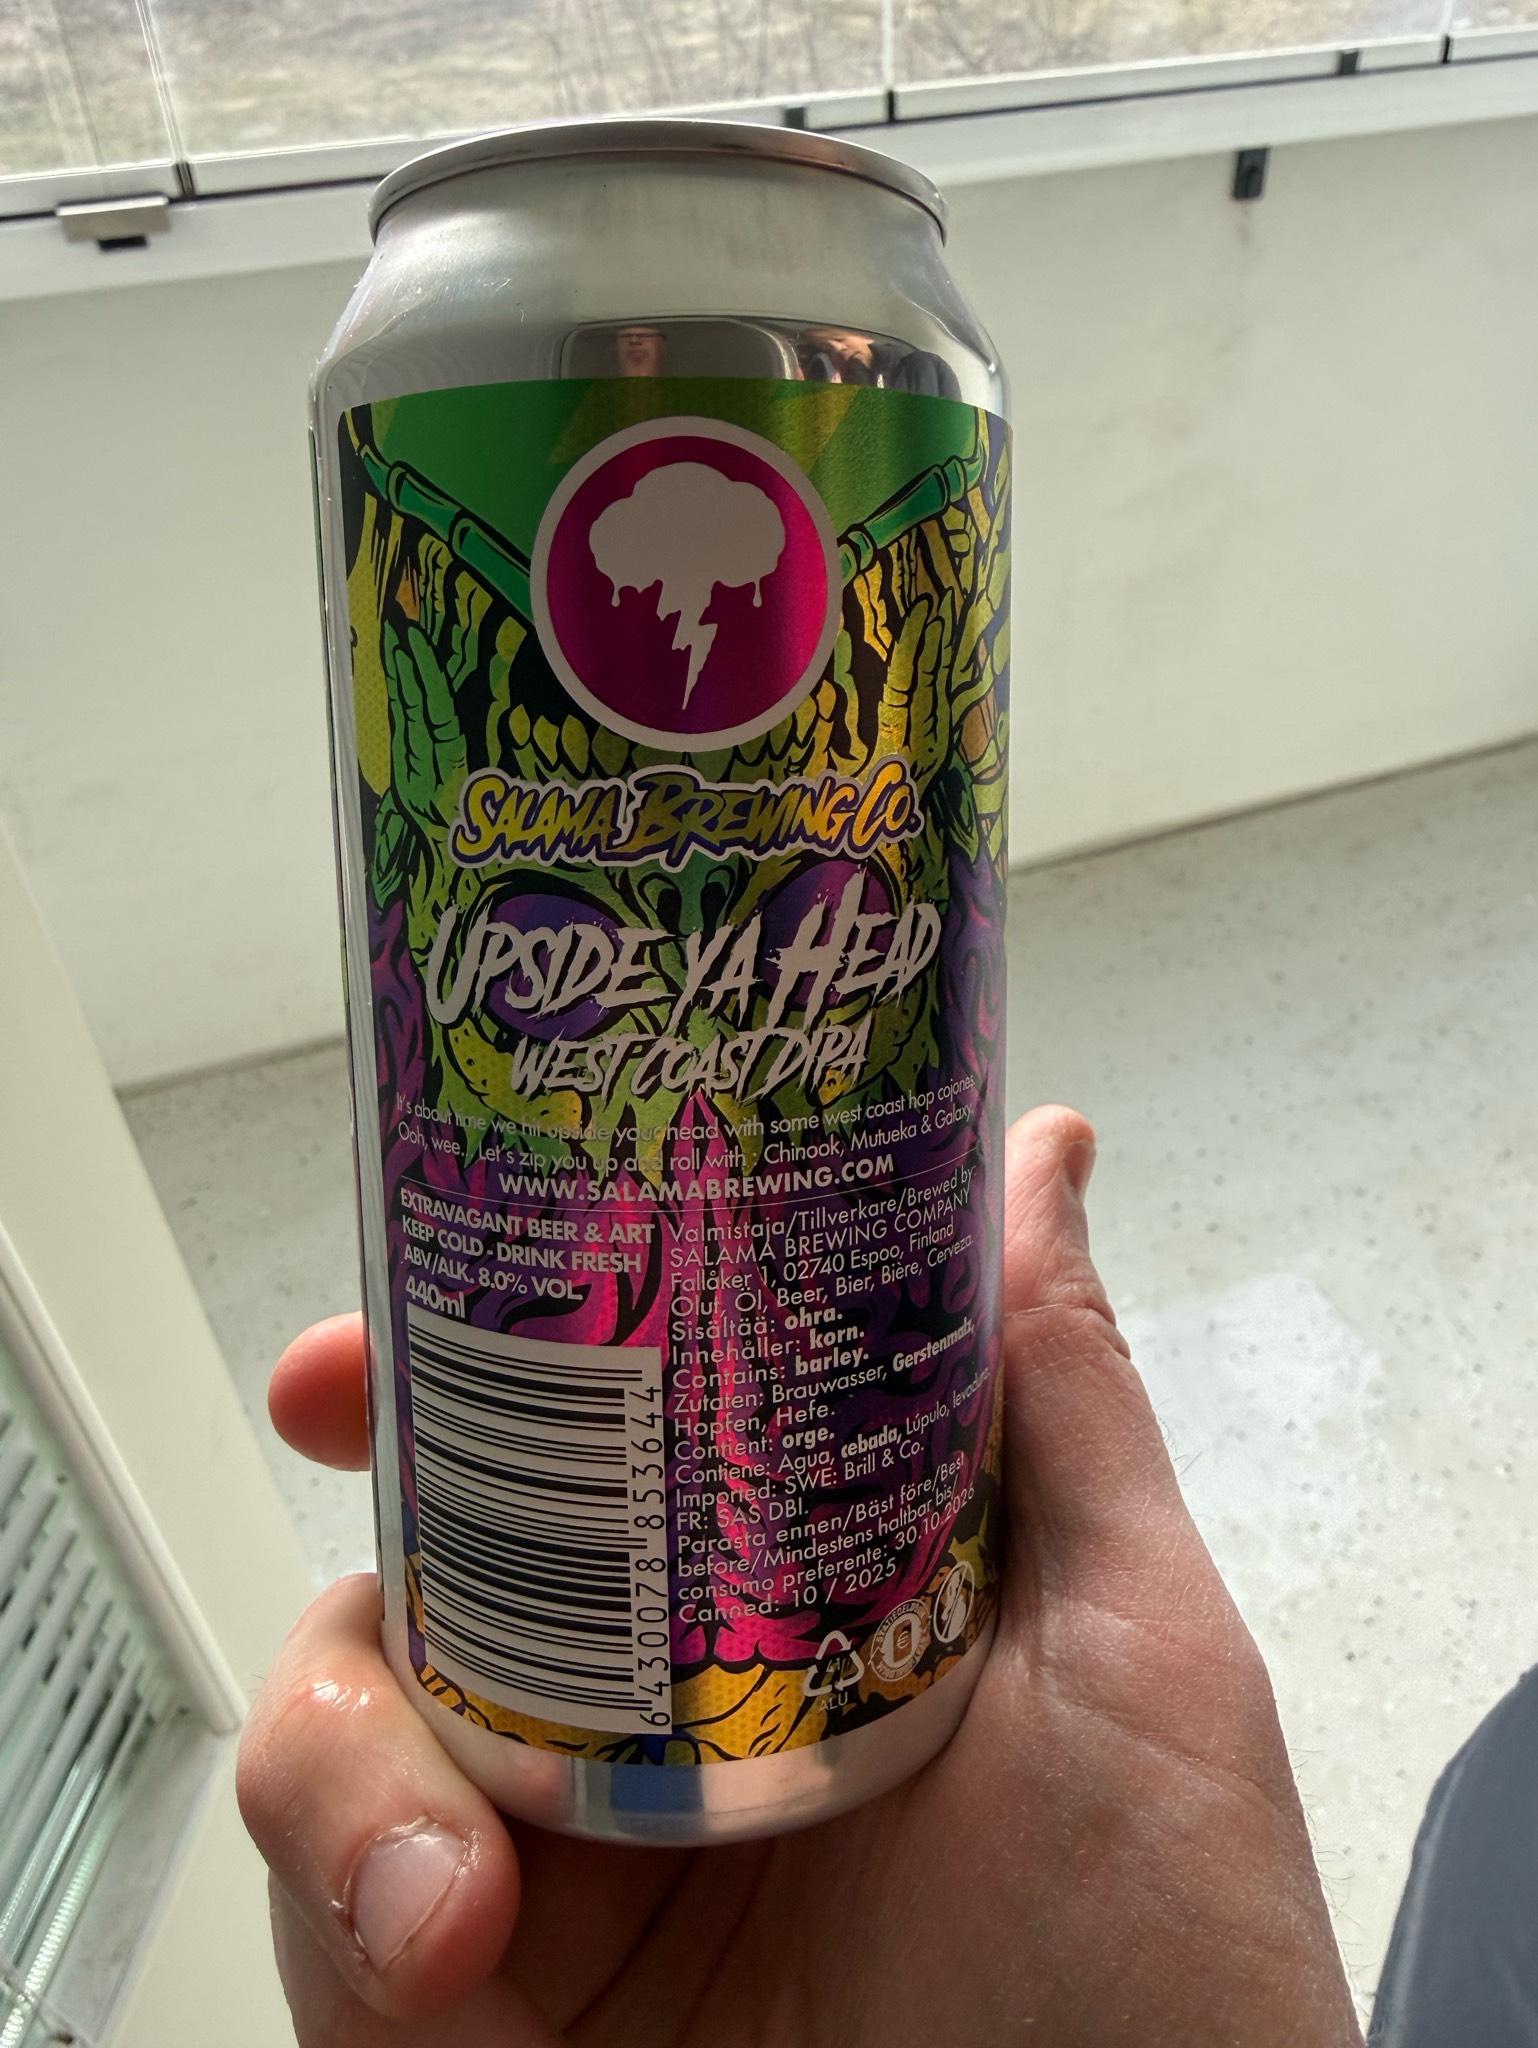 SALAMA BREWING CO.
UPSIDE YA HEAD
WEST COAST DIPA
It's about time we hit upside your head with some west coast hop cojones.
Ooh, wee... Let's zip you up and roll with : Chinook, Mutueka & Galaxy.
WWW.SALAMABREWING.COM
EXTRAVAGANT BEER & ART
KEEP COLD - DRINK FRESH
ABV/ALK. 8.0% VOL.
440ml
6430078853644
Valmistaja/Tillverkare/Brewed by:
SALAMA BREWING COMPANY
Fallåker 1, 02740 Espoo, Finland
Olut, Öl, Beer, Bier, Bière, Cerveza.
Sisältää: ohra.
Innehåller: korn.
Contains: barley.
Zutaten: Brauwasser, Gerstenmalz,
Hopfen, Hefe.
Contient: orge.
Contiene: Agua, cebada, Lúpulo, levadura.
Imported: SWE: Brill & Co.
FR: SAS DBI.
Parasta ennen/Bäst före/Best
before/Mindestens haltbar bis/
consumo preferente: 30.10.2026
Canned: 10 / 2025
41
ALU